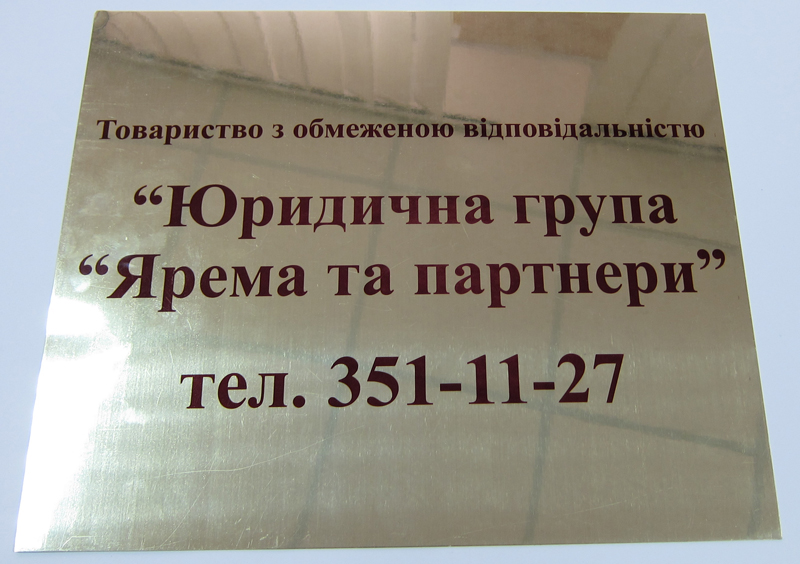 Товариство з обмеженою відповідальністю
“Юридична група
“Ярема та партнери”
тел. 351-11-27